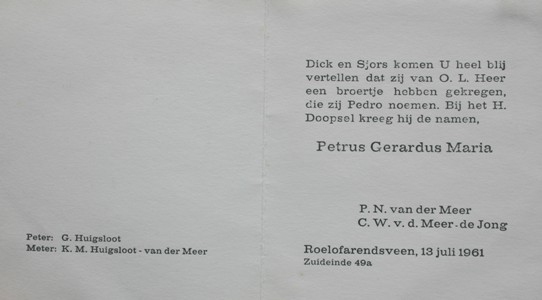 Peter: G. Huigsloot
Meter: K. M. Huigsloot - van der Meer
Dick en Sjors komen U heel blij
vertellen dat zij van O. L. Heer
een broertje hebben gekregen,
die zij Pedro noemen. Bij het H.
Doopsel kreeg hij de namen,
Petrus Gerardus Maria
P. N. van der Meer
C. W. v. d. Meer-de Jong
Roelofarendsveen, 13 juli 1961
Zuideinde 49a